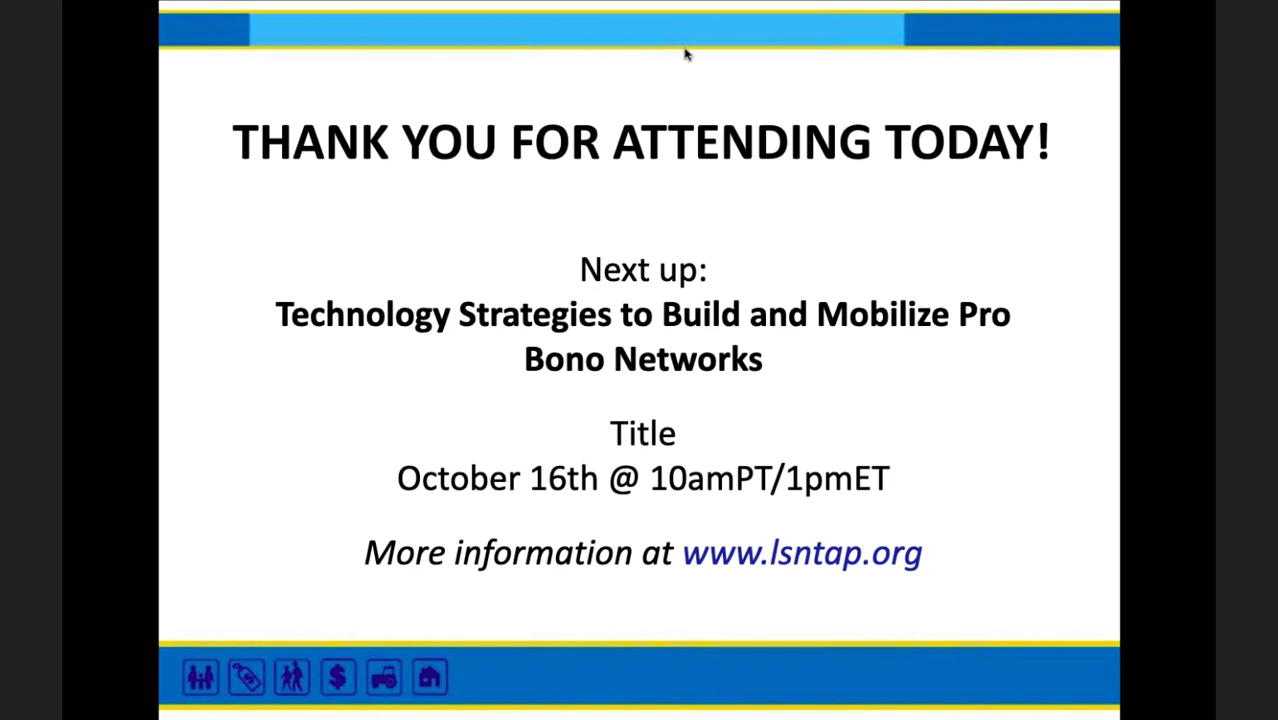 THANK YOU FOR ATTENDING TODAY!
Next up:
Technology Strategies to Build and Mobilize Pro
Bono Networks
Title
October 16th @ 10amPT/1pmET
More information at www.lsntap.org
$